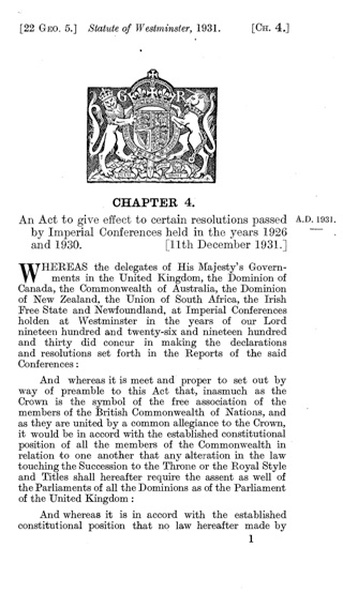 [22 GEO. 5.] Statute of Westminster, 1931. [CH. 4.]
G R
CHAPTER 4.
An Act to give effect to certain resolutions passed A.D. 1931.
by Imperial Conferences held in the years 1926
and 1930. [11th December 1931.]
WHEREAS the delegates of His Majesty's Govern-
ments in the United Kingdom, the Dominion of
Canada, the Commonwealth of Australia, the Dominion
of New Zealand, the Union of South Africa, the Irish
Free State and Newfoundland, at Imperial Conferences
holden at Westminster in the years of our Lord
nineteen hundred and twenty-six and nineteen hundred
and thirty did concur in making the declarations
and resolutions set forth in the Reports of the said
Conferences :
And whereas it is meet and proper to set out by
way of preamble to this Act that, inasmuch as the
Crown is the symbol of the free association of the
members of the British Commonwealth of Nations, and
as they are united by a common allegiance to the Crown,
it would be in accord with the established constitutional
position of all the members of the Commonwealth in
relation to one another that any alteration in the law
touching the Succession to the Throne or the Royal Style
and Titles shall hereafter require the assent as well of
the Parliaments of all the Dominions as of the Parliament
of the United Kingdom :
And whereas it is in accord with the established
constitutional position that no law hereafter made by
1